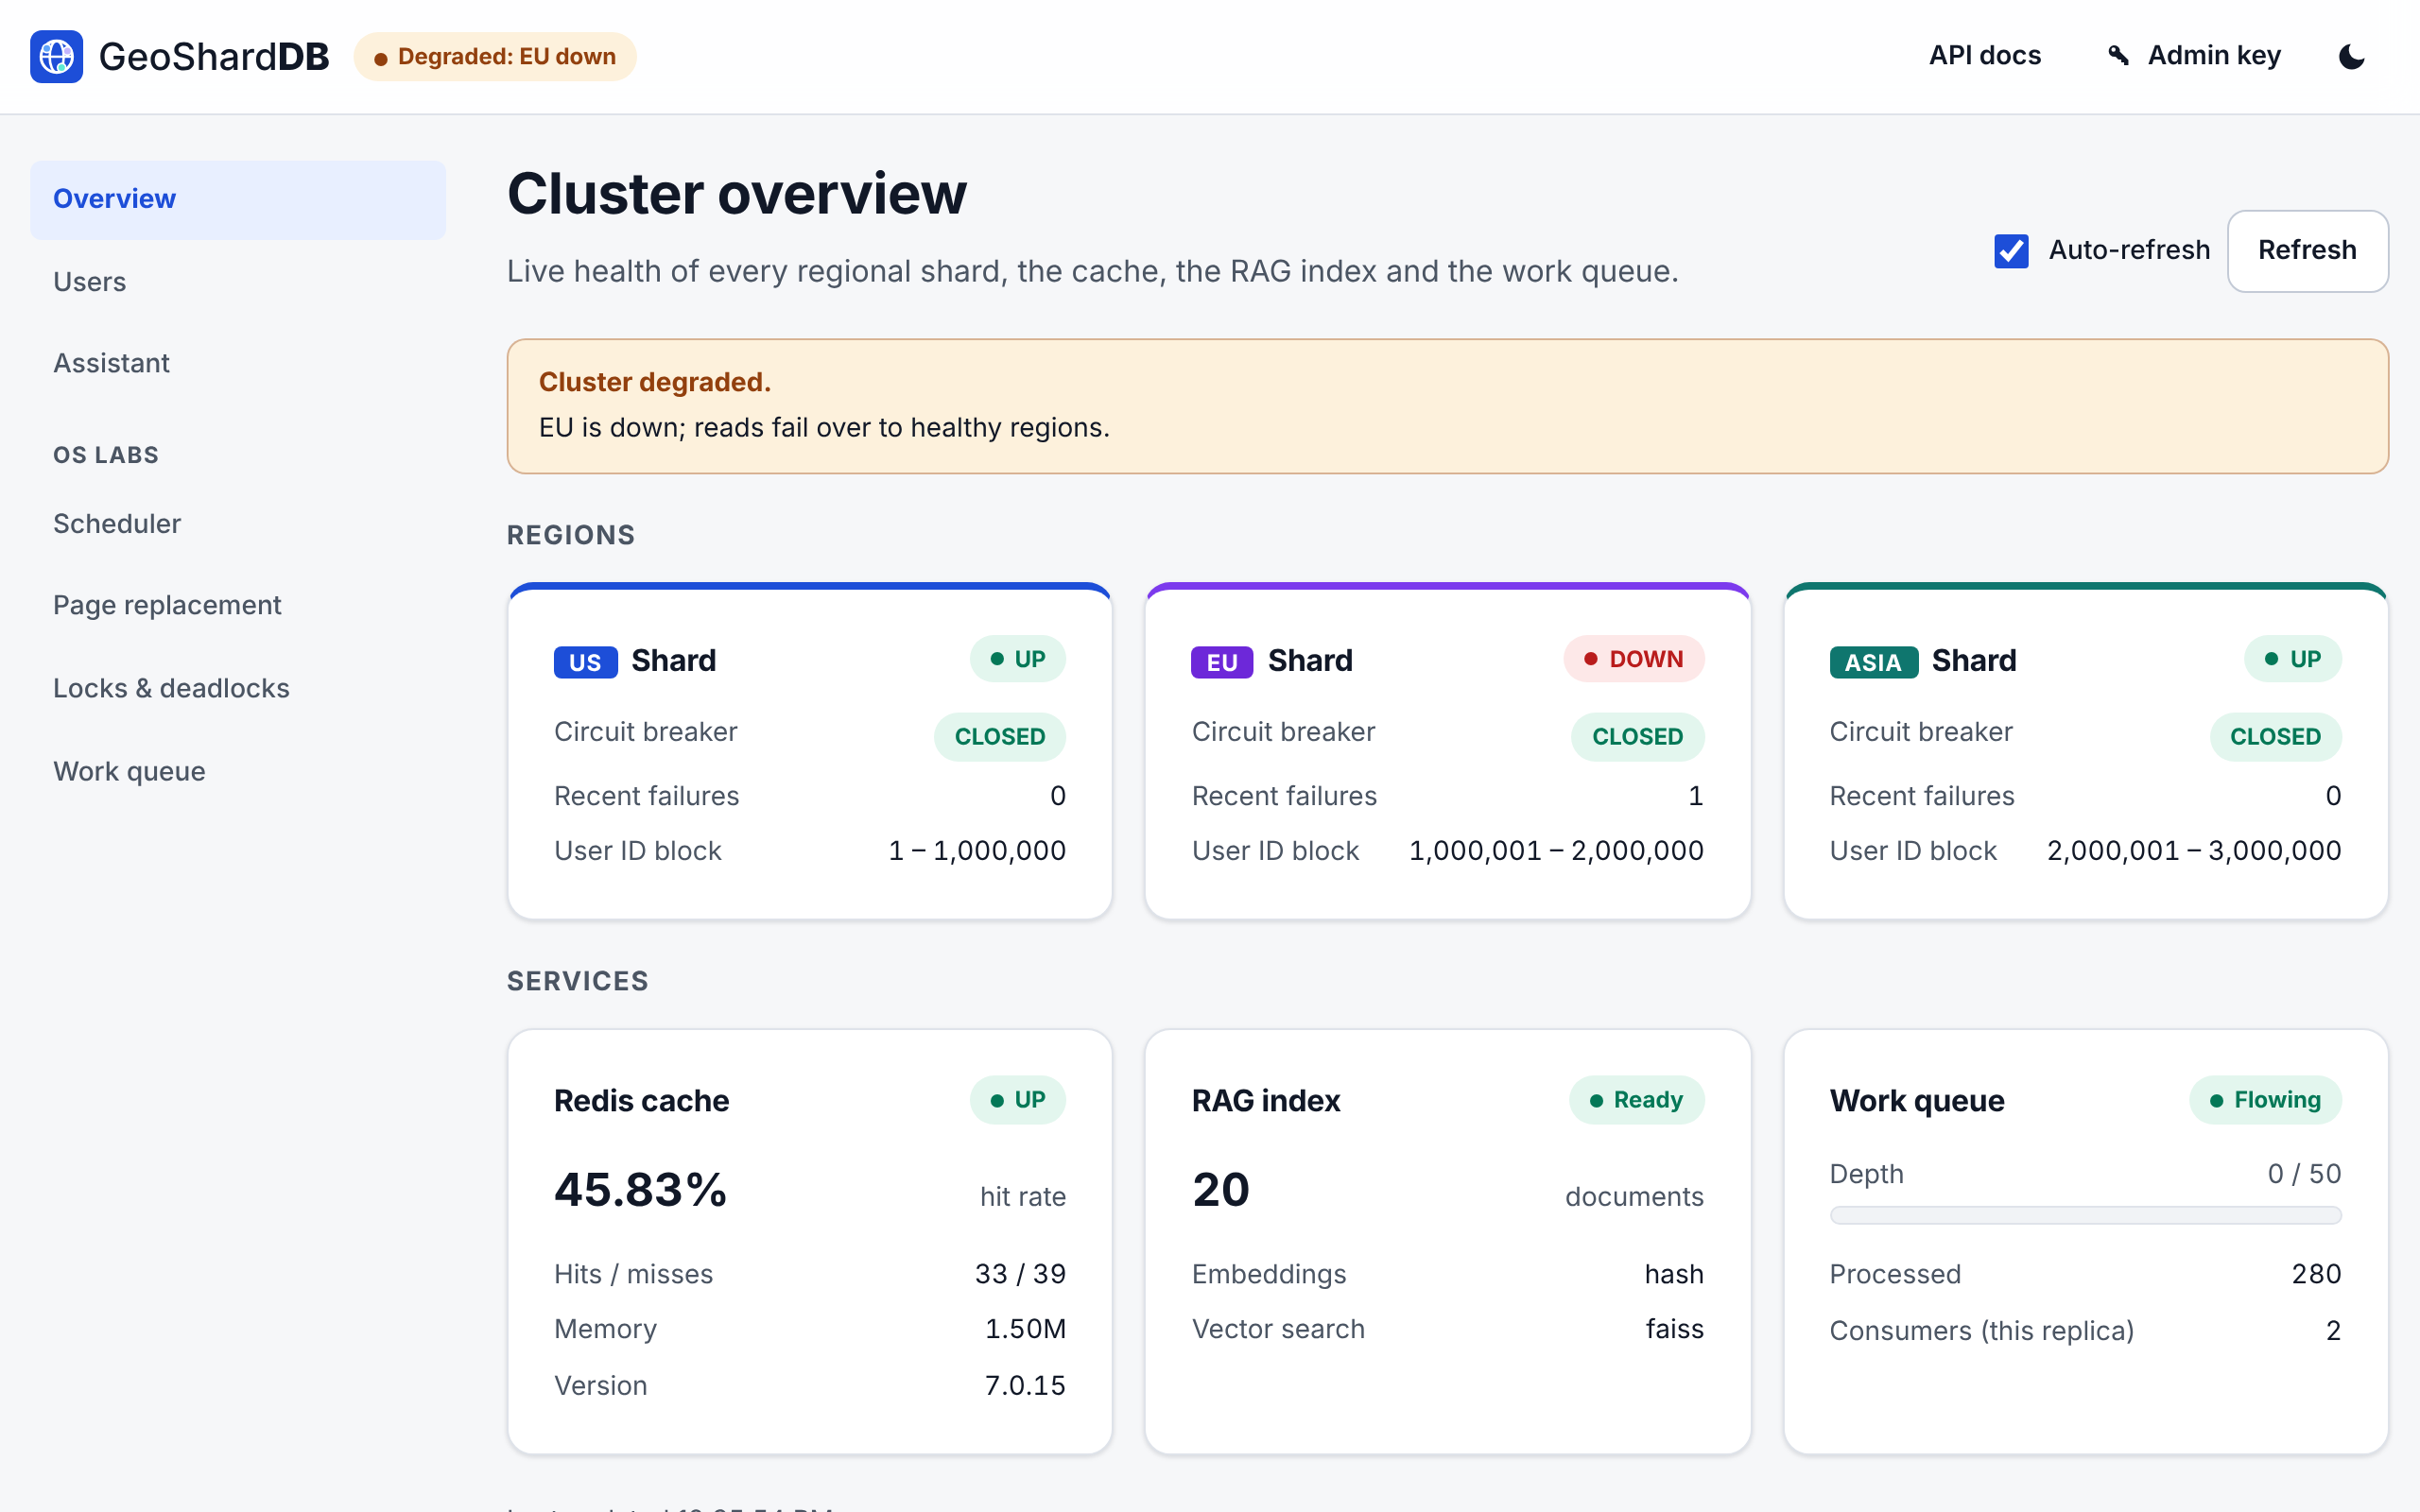 GeoShardDB
Degraded: EU down
API docs
Admin key
Overview
Users
Assistant
OS LABS
Scheduler
Page replacement
Locks & deadlocks
Work queue
Cluster overview
Live health of every regional shard, the cache, the RAG index and the work queue.
Auto-refresh
Refresh
Cluster degraded.
EU is down; reads fail over to healthy regions.
REGIONS
US Shard UP
Circuit breaker CLOSED
Recent failures 0
User ID block 1 – 1,000,000
EU Shard DOWN
Circuit breaker CLOSED
Recent failures 1
User ID block 1,000,001 – 2,000,000
ASIA Shard UP
Circuit breaker CLOSED
Recent failures 0
User ID block 2,000,001 – 3,000,000
SERVICES
Redis cache UP
45.83% hit rate
Hits / misses 33 / 39
Memory 1.50M
Version 7.0.15
RAG index Ready
20 documents
Embeddings hash
Vector search faiss
Work queue Flowing
Depth 0 / 50
Processed 280
Consumers (this replica) 2